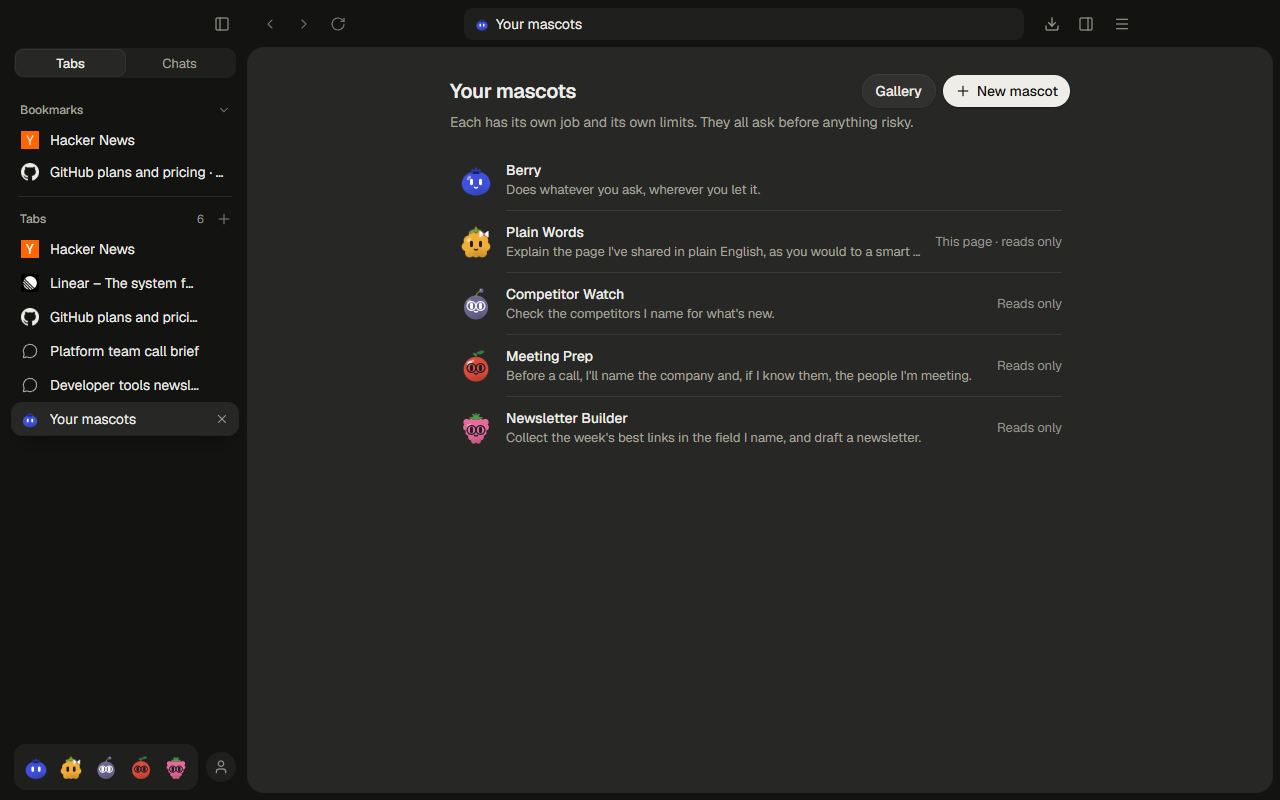 Your mascots
Tabs
Chats
Bookmarks
Y Hacker News
GitHub plans and pricing · ...
Tabs
6
Y Hacker News
Linear – The system f...
GitHub plans and prici...
Platform team call brief
Developer tools newsl...
Your mascots
Your mascots
Gallery
New mascot
Each has its own job and its own limits. They all ask before anything risky.
Berry
Does whatever you ask, wherever you let it.
Plain Words
Explain the page I've shared in plain English, as you would to a smart ...
This page · reads only
Competitor Watch
Check the competitors I name for what's new.
Reads only
Meeting Prep
Before a call, I'll name the company and, if I know them, the people I'm meeting.
Reads only
Newsletter Builder
Collect the week's best links in the field I name, and draft a newsletter.
Reads only